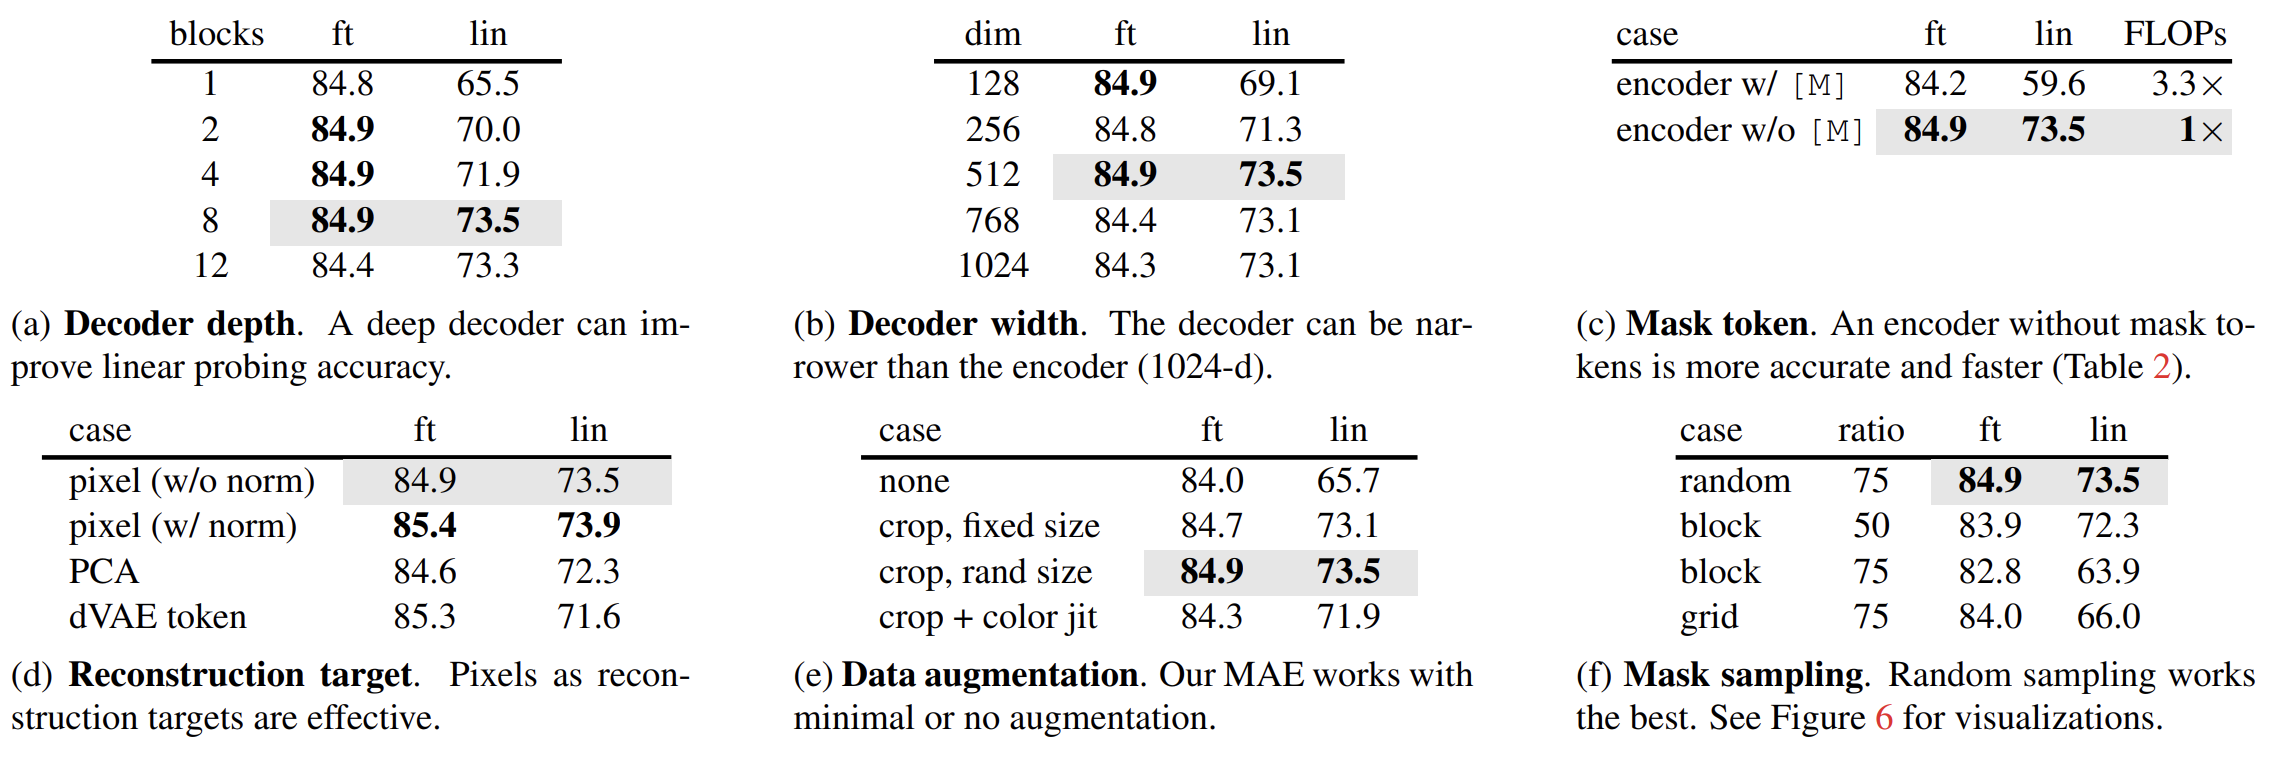 blocks ft lin
1 84.8 65.5
2 84.9 70.0
4 84.9 71.9
8 84.9 73.5
12 84.4 73.3
(a) Decoder depth. A deep decoder can im-
prove linear probing accuracy.
dim ft lin
128 84.9 69.1
256 84.8 71.3
512 84.9 73.5
768 84.4 73.1
1024 84.3 73.1
(b) Decoder width. The decoder can be nar-
rower than the encoder (1024-d).
case ft lin FLOPs
encoder w/ [M] 84.2 59.6 3.3×
encoder w/o [M] 84.9 73.5 1×
(c) Mask token. An encoder without mask to-
kens is more accurate and faster (Table 2).
case ft lin
pixel (w/o norm) 84.9 73.5
pixel (w/ norm) 85.4 73.9
PCA 84.6 72.3
dVAE token 85.3 71.6
(d) Reconstruction target. Pixels as recon-
struction targets are effective.
case ft lin
none 84.0 65.7
crop, fixed size 84.7 73.1
crop, rand size 84.9 73.5
crop + color jit 84.3 71.9
(e) Data augmentation. Our MAE works with
minimal or no augmentation.
case ratio ft lin
random 75 84.9 73.5
block 50 83.9 72.3
block 75 82.8 63.9
grid 75 84.0 66.0
(f) Mask sampling. Random sampling works
the best. See Figure 6 for visualizations.